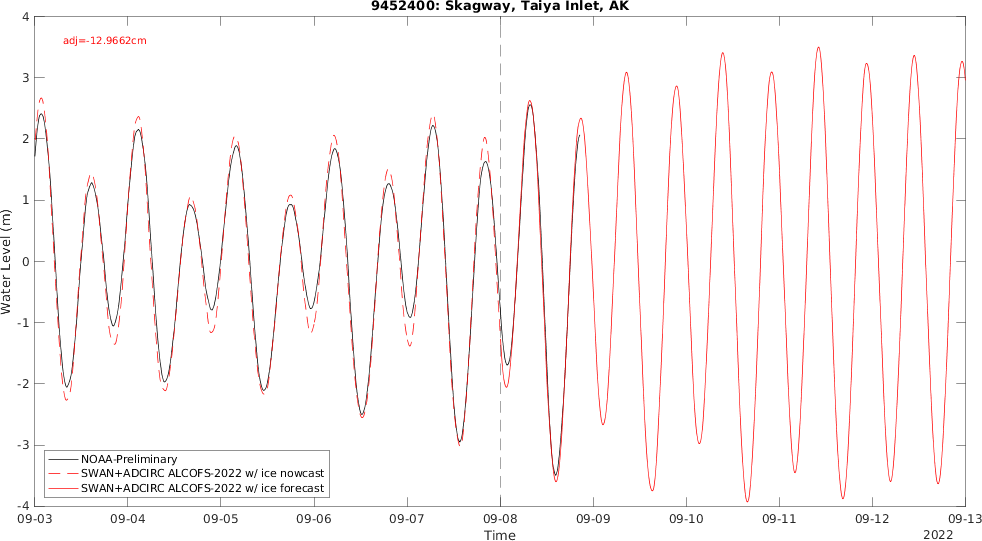 9452400: Skagway, Taiya Inlet, AK
adj=-12.9662cm
4
3
2
1
0
-1
-2
-3
-4
Water Level (m)
NOAA-Preliminary
SWAN+ADCIRC ALCOFS-2022 w/ ice nowcast
SWAN+ADCIRC ALCOFS-2022 w/ ice forecast
09-03 09-04 09-05 09-06 09-07 09-08 09-09 09-10 09-11 09-12 09-13
Time
2022